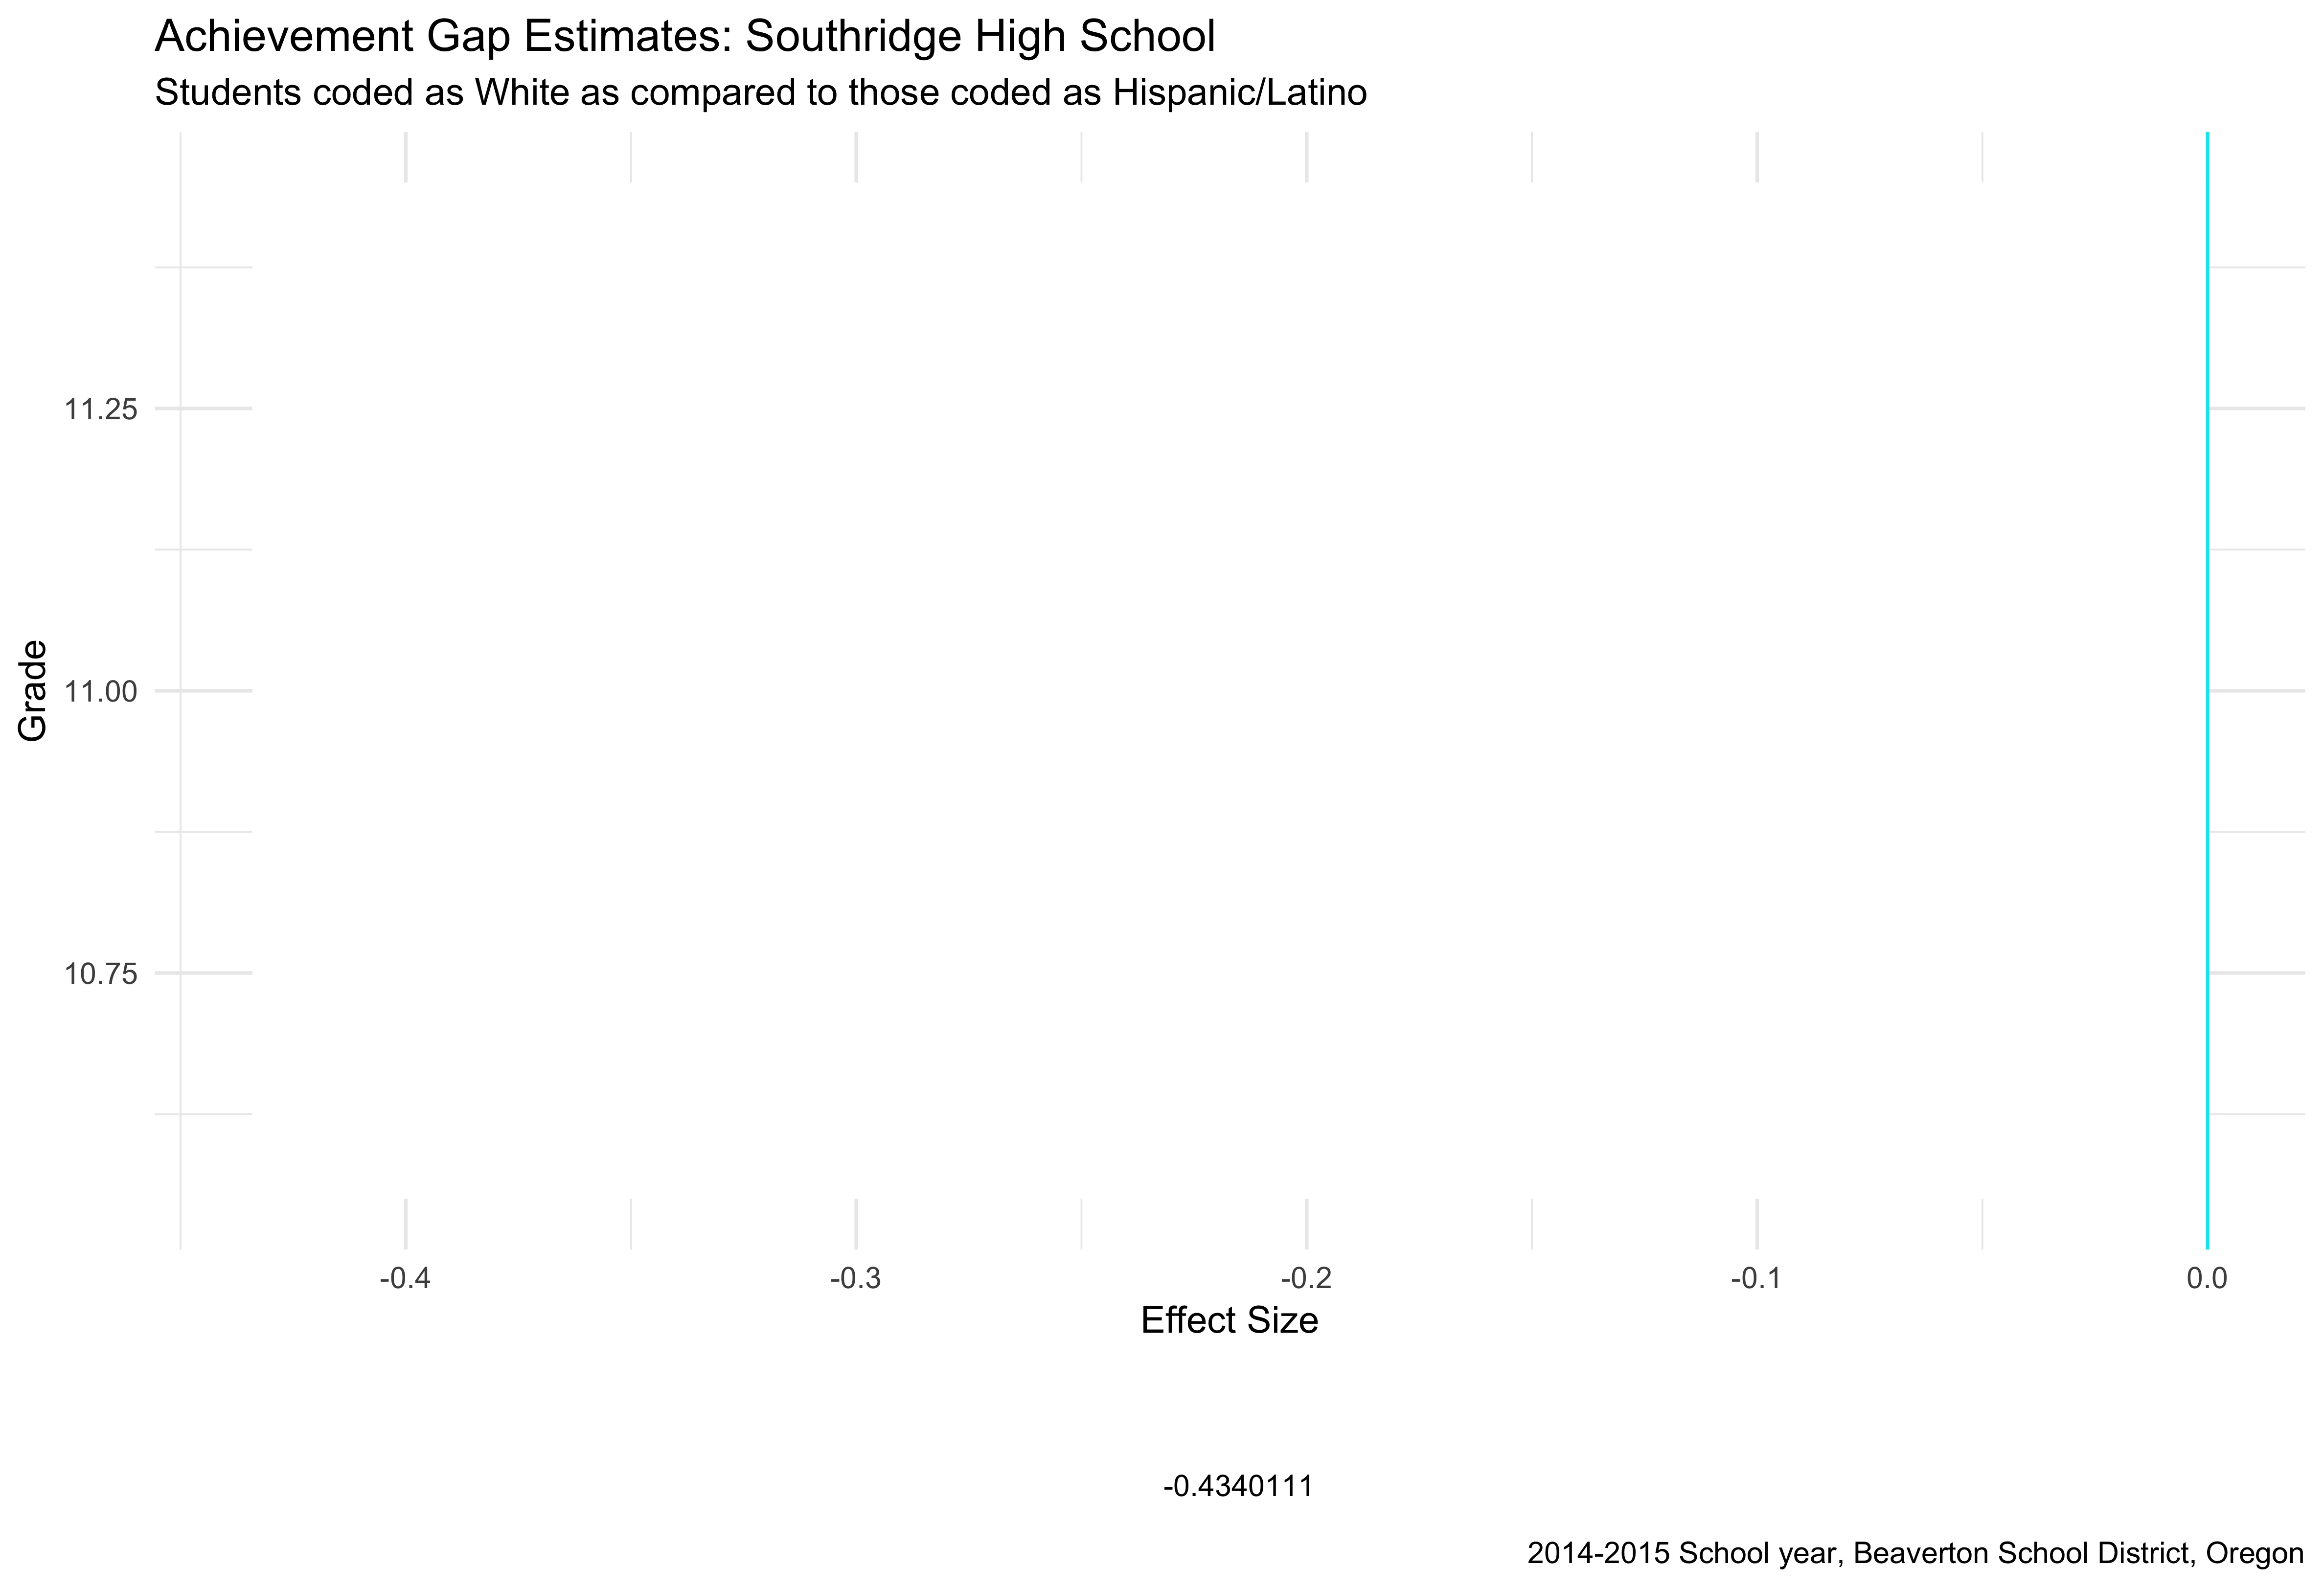 Achievement Gap Estimates: Southridge High School
Students coded as White as compared to those coded as Hispanic/Latino
11.25
11.00
10.75
Grade
-0.4
-0.3
-0.2
-0.1
0.0
Effect Size
-0.4340111
2014-2015 School year, Beaverton School District, Oregon